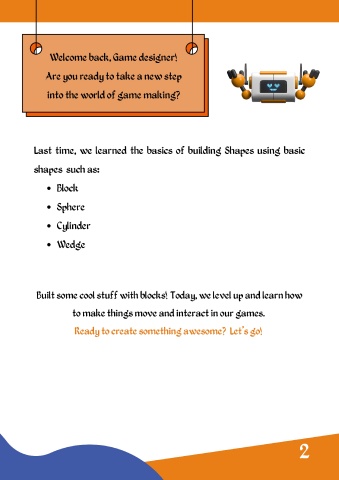 Welcome back, Game designer!
Are you ready to take a new step
into the world of game making?
Last time, we learned the basics of building Shapes using basic
shapes such as:
• Block
• Sphere
• Cylinder
• Wedge
Built some cool stuff with blocks! Today, we level up and learn how
to make things move and interact in our games.
Ready to create something awesome? Let's go!
2